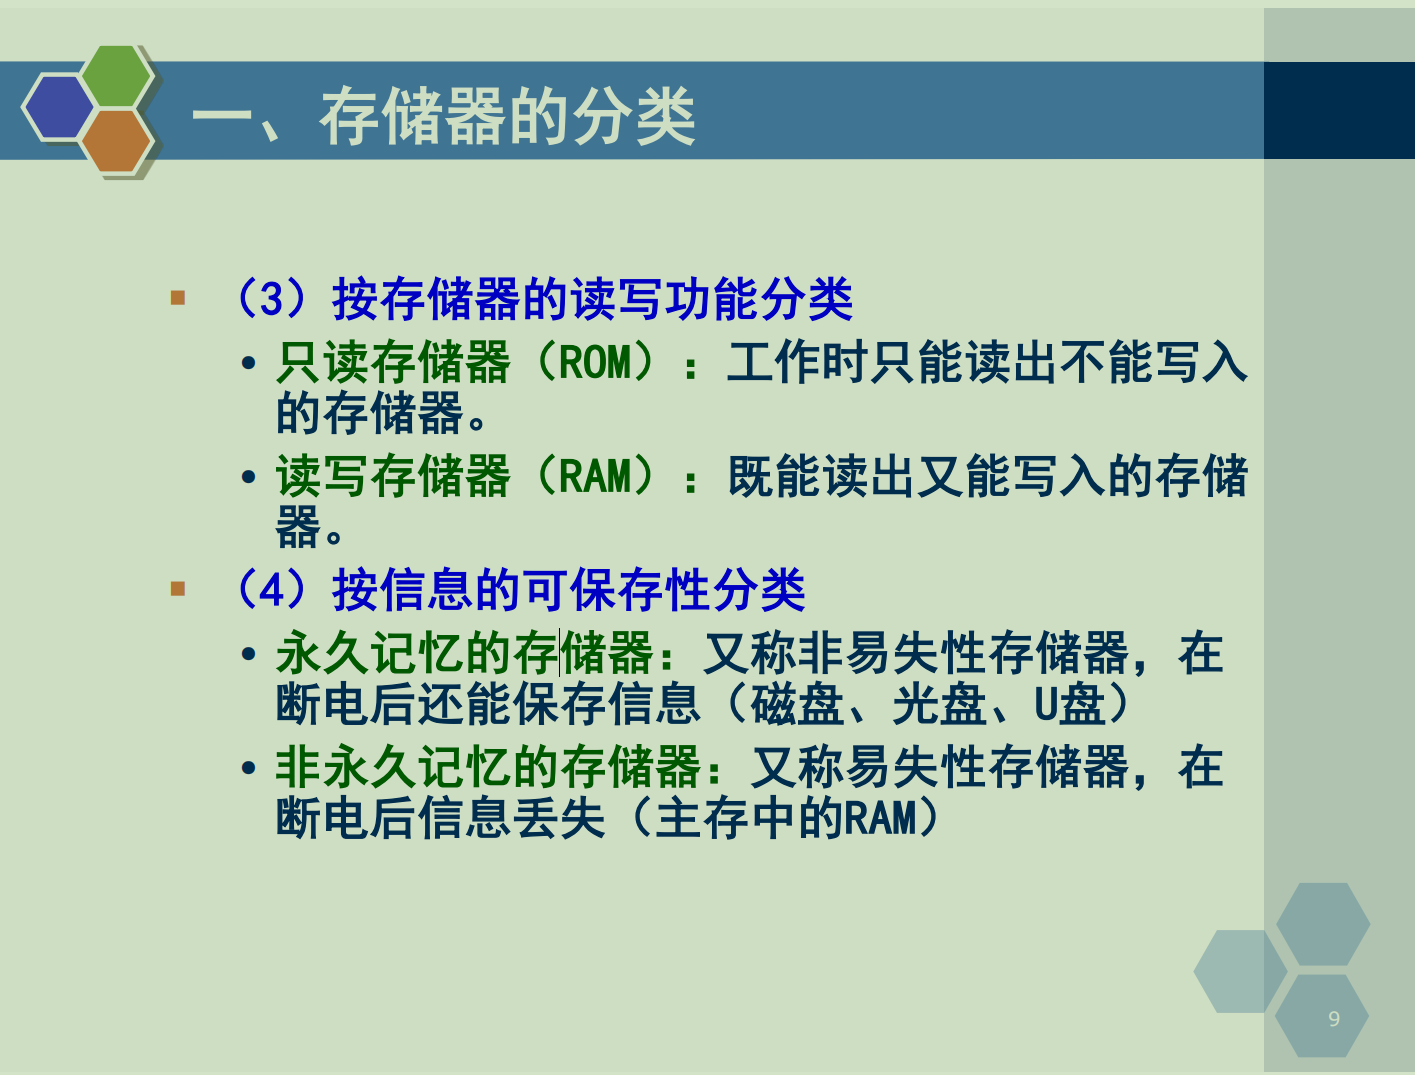 一、存储器的分类
（3）按存储器的读写功能分类
只读存储器（ROM）：工作时只能读出不能写入
的存储器。
读写存储器（RAM）：既能读出又能写入的存储
器。
（4）按信息的可保存性分类
永久记忆的存储器：又称非易失性存储器，在
断电后还能保存信息（磁盘、光盘、U盘）
非永久记忆的存储器：又称易失性存储器，在
断电后信息丢失（主存中的RAM）
9